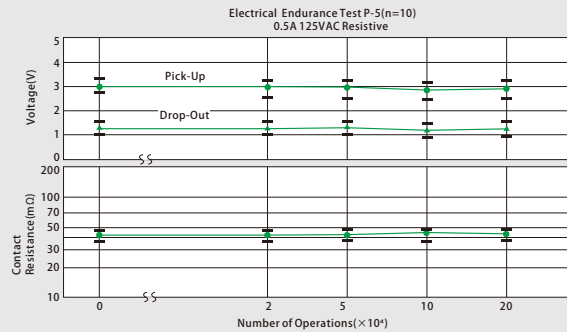 Electrical Endurance Test P-5(n=10)
0.5A 125VAC Resistive
Voltage(V)
5
4
3
2
1
0
Pick-Up
Drop-Out
Contact
Resistance(mΩ)
200
100
70
50
30
20
10
0
2
5
10
20
Number of Operations(×10⁴)